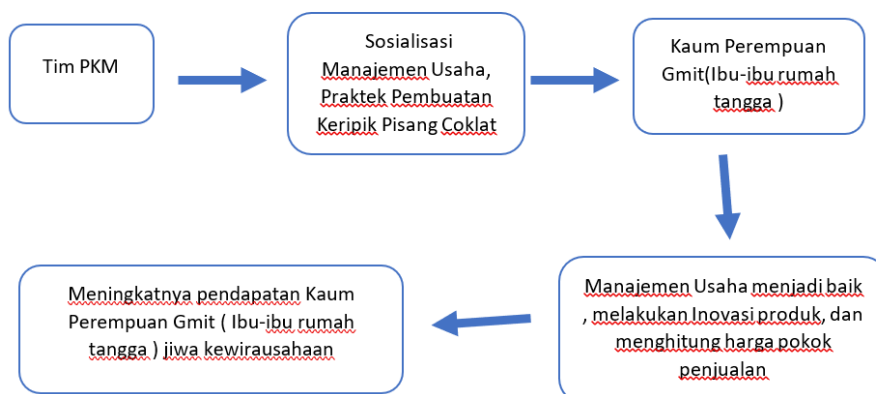 Tim PKM
Sosialisasi
Manajemen Usaha,
Praktek Pembuatan
Keripik Pisang Coklat
Kaum Perempuan
Gmit(Ibu-ibu rumah
tangga )
Manajemen Usaha menjadi baik
, melakukan Inovasi produk, dan
menghitung harga pokok
penjualan
Meningkatnya pendapatan Kaum
Perempuan Gmit ( Ibu-ibu rumah
tangga ) jiwa kewirausahaan